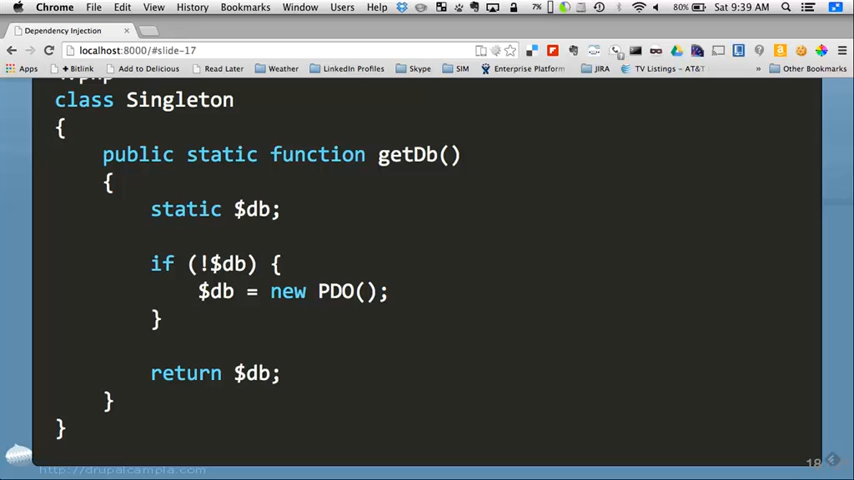 Chrome File Edit View History Bookmarks Window Users Help 7% 80% Sat 9:39 AM
Dependency Injection
localhost:8000/#slide-17
Apps Add to Delicious Read Later Weather LinkedIn Profiles Skype SIM Enterprise Platform JIRA TV Listings - AT&T » Other Bookmarks
+ Bitlink
class Singleton
{
public static function getDb()
{
static $db;
if (!$db) {
$db = new PDO();
}
return $db;
}
}
http://drupalcampla.com
18